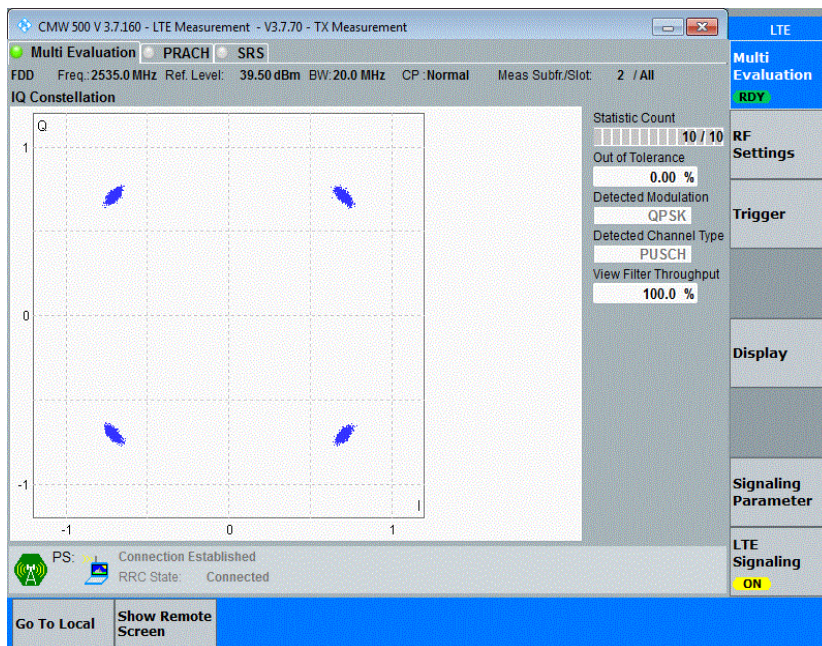 CMW 500 V 3.7.160 - LTE Measurement - V3.7.70 - TX Measurement
LTE
Multi Evaluation PRACH SRS
FDD Freq.: 2535.0 MHz Ref. Level: 39.50 dBm BW: 20.0 MHz CP : Normal Meas Subfr./Slot: 2 / All
IQ Constellation
Q
1
0
-1
-1 0 1
I
Statistic Count
10 / 10
Out of Tolerance
0.00 %
Detected Modulation
QPSK
Detected Channel Type
PUSCH
View Filter Throughput
100.0 %
Multi
Evaluation
RDY
RF
Settings
Trigger
Display
Signaling
Parameter
LTE
Signaling
ON
PS: Connection Established
RRC State: Connected
Go To Local
Show Remote
Screen